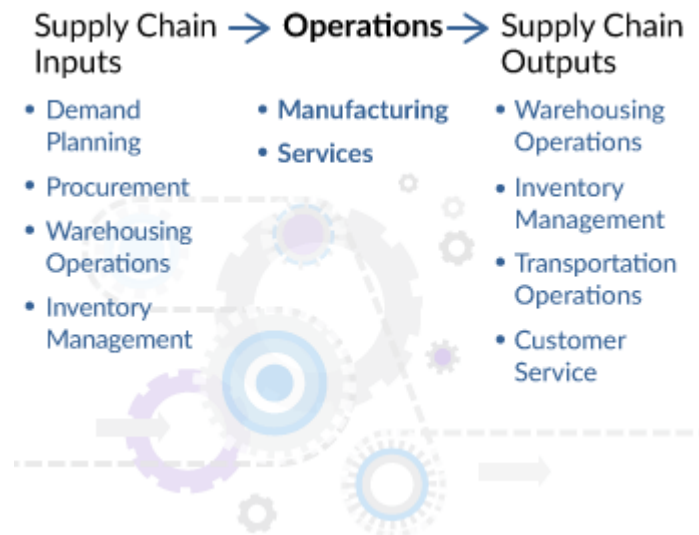 Supply Chain → Operations → Supply Chain
Inputs
Outputs
• Demand
Planning
• Procurement
• Warehousing
Operations
• Inventory
Management
• Manufacturing
• Services
• Warehousing
Operations
• Inventory
Management
• Transportation
Operations
• Customer
Service